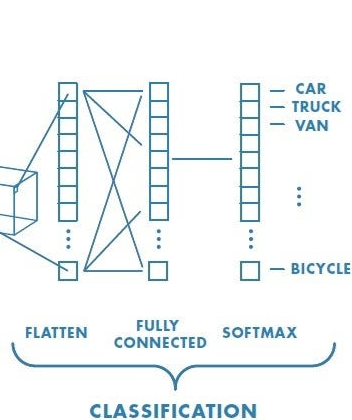 CAR
TRUCK
VAN
BICYCLE
FLATTEN
FULLY
CONNECTED
SOFTMAX
CLASSIFICATION